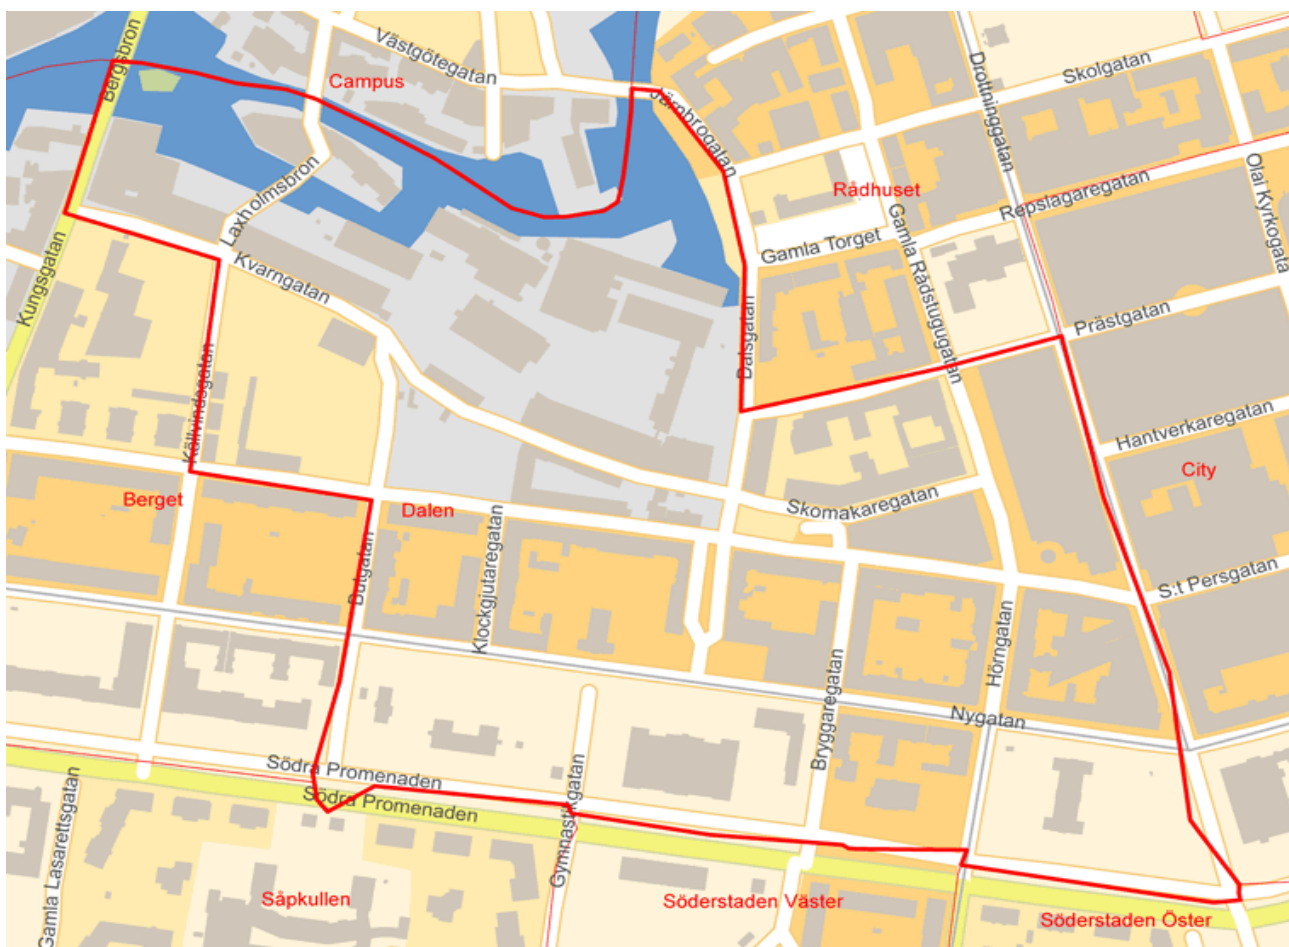 Bergsbron
Västgötegatan
Campus
Järnbrogatan
Drottninggatan
Skolgatan
Olai Kyrkogata
Rådhuset
Repslagaregatan
Laxholmsbron
Kungsgatan
Kvarngatan
Gamla Torget
Gamla Rådstugugatan
Prästgatan
Dalsgatan
Källvindsgatan
Hantverkaregatan
City
Berget
Dalen
Skomakaregatan
Butgatan
Klockgjutaregatan
S:t Persgatan
Hörngatan
Bryggaregatan
Nygatan
Södra Promenaden
Södra Promenaden
Gymnastikgatan
Gamla Lasarettsgatan
Såpkullen
Söderstaden Väster
Söderstaden Öster